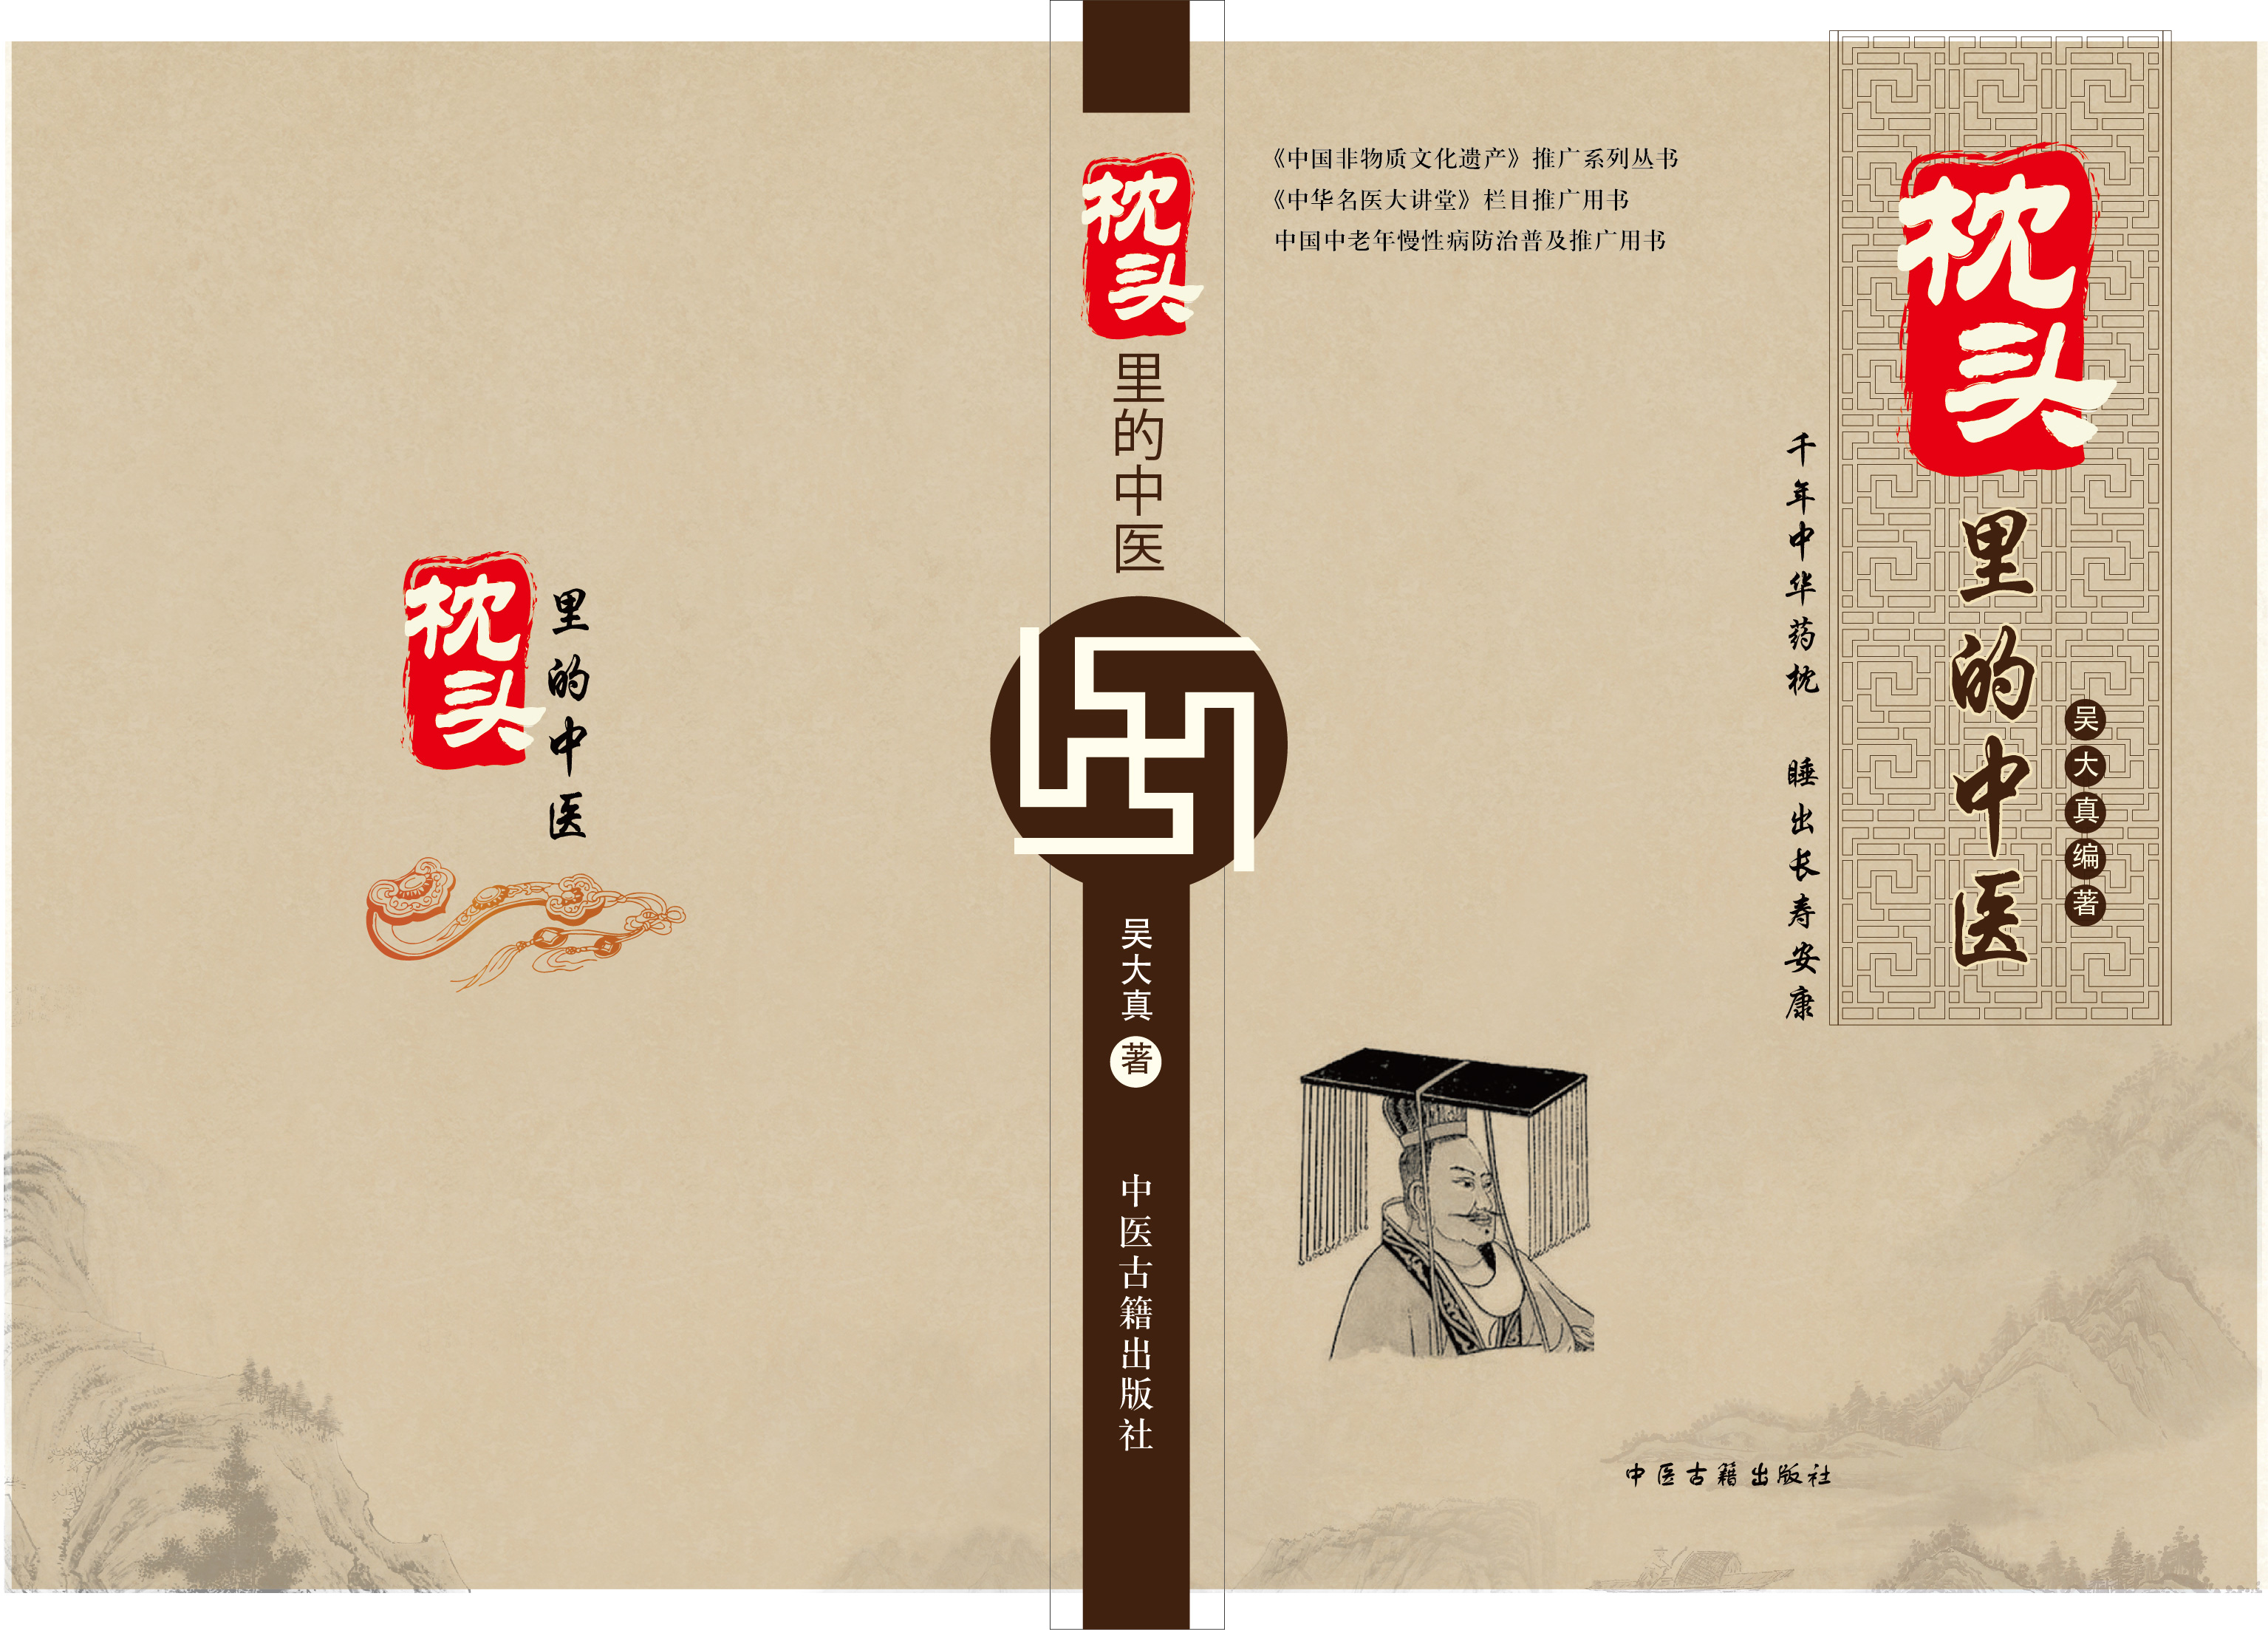 枕头
里的中医
枕头
里的中医
吴大真 著
中医古籍出版社
《中国非物质文化遗产》推广系列丛书
《中华名医大讲堂》栏目推广用书
中国中老年慢性病防治普及推广用书
枕头
里的中医
吴大真编著
千年中华药枕 睡出长寿安康
中医古籍出版社